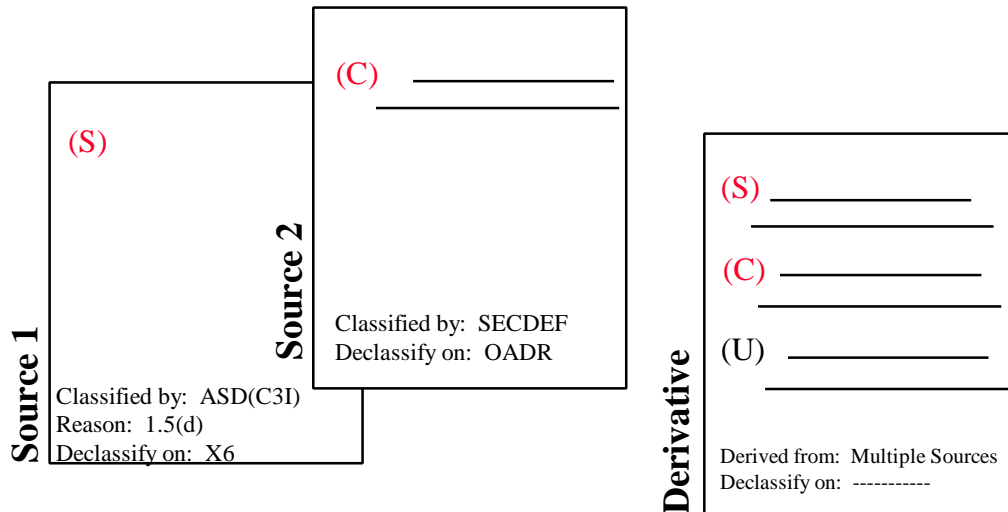 Source 1
(S)
Classified by: ASD(C3I)
Reason: 1.5(d)
Declassify on: X6
Source 2
(C)
Classified by: SECDEF
Declassify on: OADR
Derivative
(S)
(C)
(U)
Derived from: Multiple Sources
Declassify on: -----------